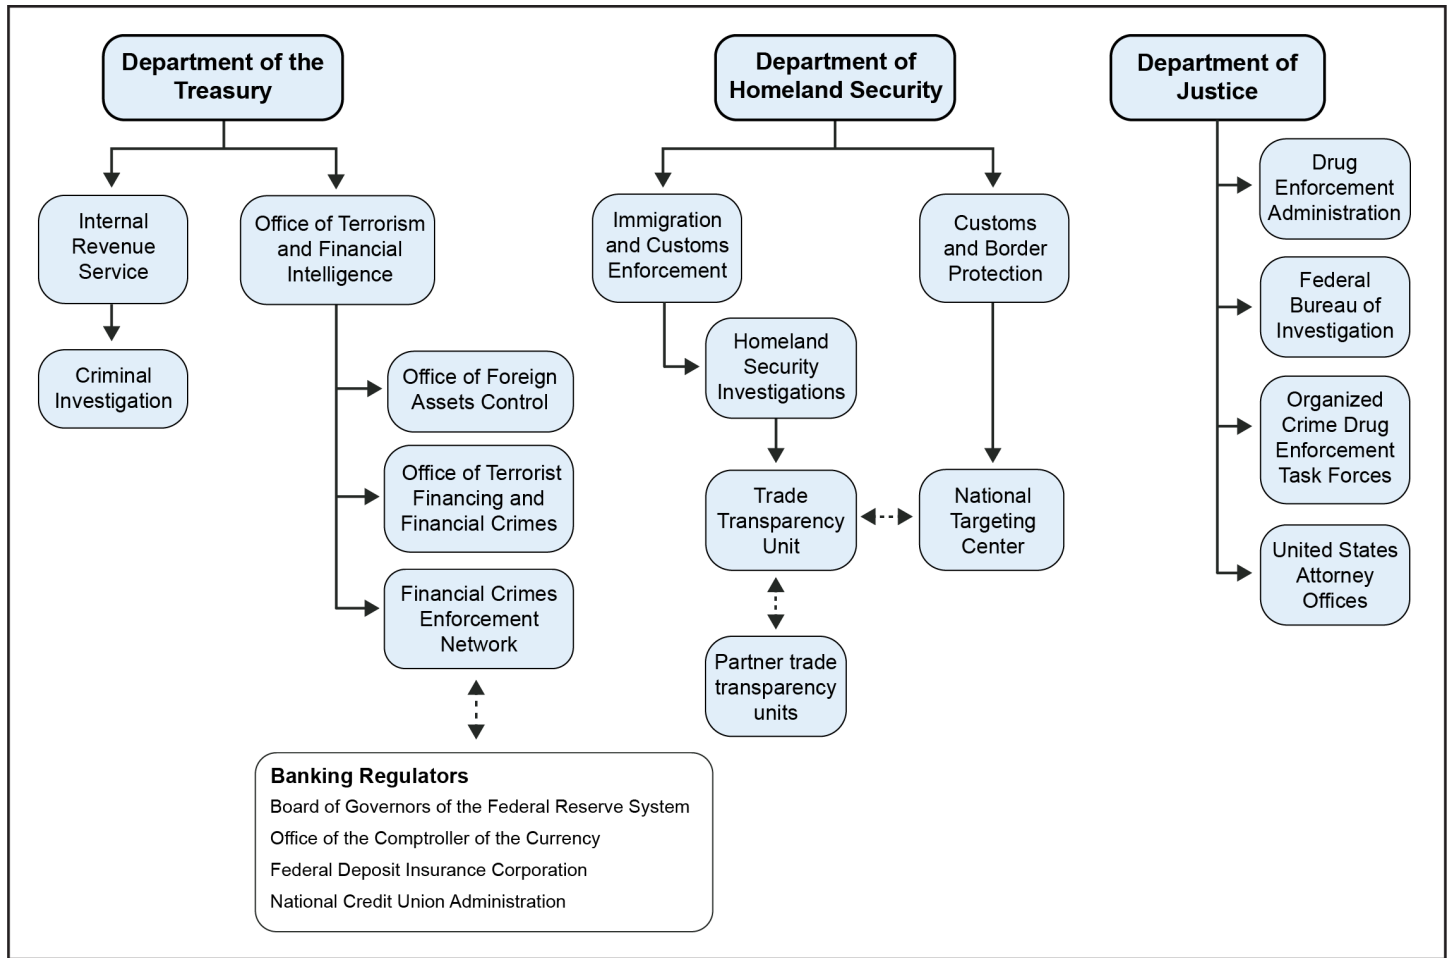 Department of the
Treasury
Internal
Revenue
Service
Criminal
Investigation
Office of Terrorism
and Financial
Intelligence
Office of Foreign
Assets Control
Office of Terrorist
Financing and
Financial Crimes
Financial Crimes
Enforcement
Network
Banking Regulators
Board of Governors of the Federal Reserve System
Office of the Comptroller of the Currency
Federal Deposit Insurance Corporation
National Credit Union Administration
Department of
Homeland Security
Immigration
and Customs
Enforcement
Homeland
Security
Investigations
Trade
Transparency
Unit
Partner trade
transparency
units
Customs
and Border
Protection
National
Targeting
Center
Department of
Justice
Drug
Enforcement
Administration
Federal
Bureau of
Investigation
Organized
Crime Drug
Enforcement
Task Forces
United States
Attorney
Offices